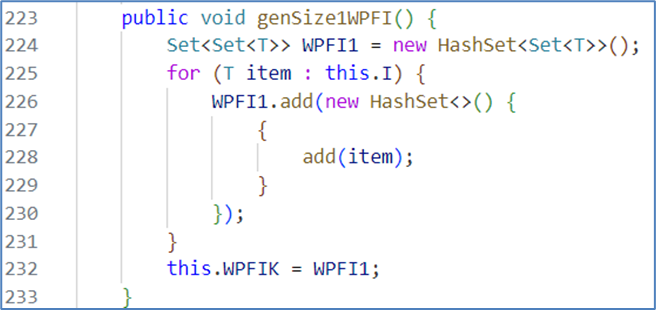 223 public void genSize1WPFI() {
224 Set<Set<T>> WPFI1 = new HashSet<Set<T>>();
225 for (T item : this.I) {
226 WPFI1.add(new HashSet<>() {
227 {
228 add(item);
229 }
230 });
231 }
232 this.WPFIK = WPFI1;
233 }